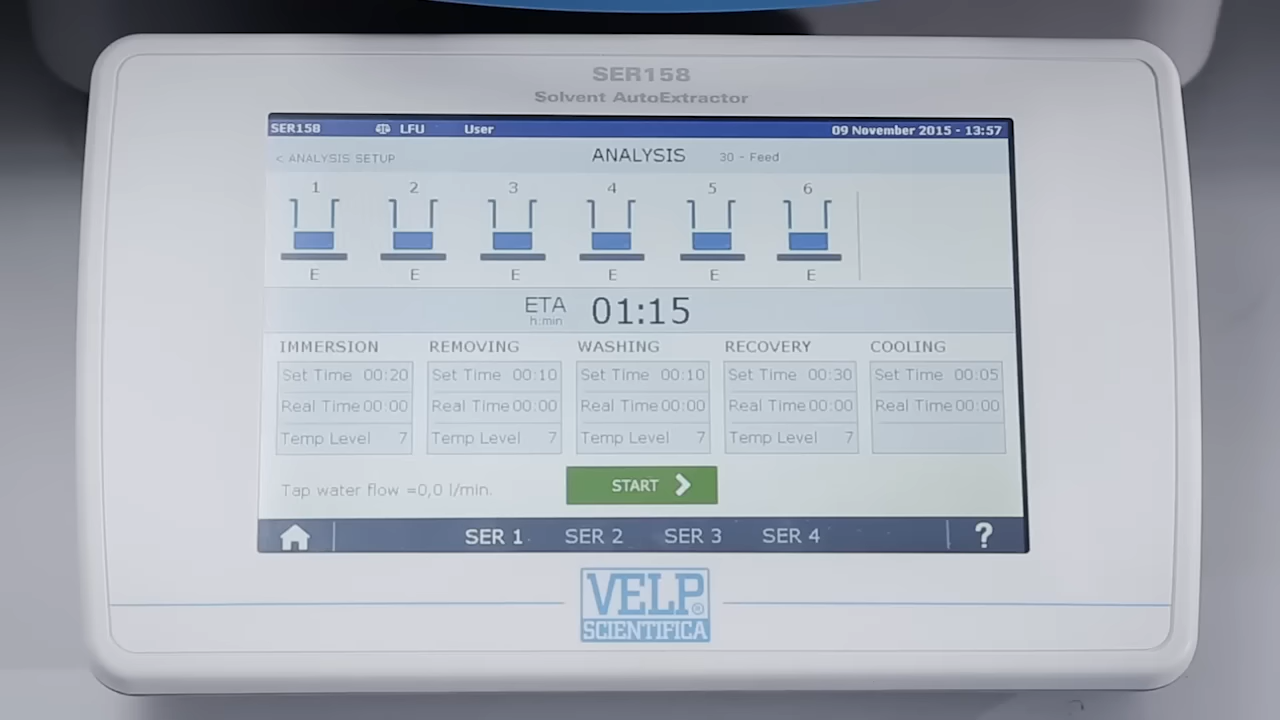 SER158
Solvent AutoExtractor
SER158 LFU User 09 November 2015 - 13:57
< ANALYSIS SETUP ANALYSIS 30 - Feed
1 2 3 4 5 6
E E E E E E
ETA h:min 01:15
IMMERSION REMOVING WASHING RECOVERY COOLING
Set Time 00:20 Set Time 00:10 Set Time 00:10 Set Time 00:30 Set Time 00:05
Real Time 00:00 Real Time 00:00 Real Time 00:00 Real Time 00:00 Real Time 00:00
Temp Level 7 Temp Level 7 Temp Level 7 Temp Level 7
Tap water flow =0,0 l/min. START
SER 1 SER 2 SER 3 SER 4 ?
VELP®
SCIENTIFICA